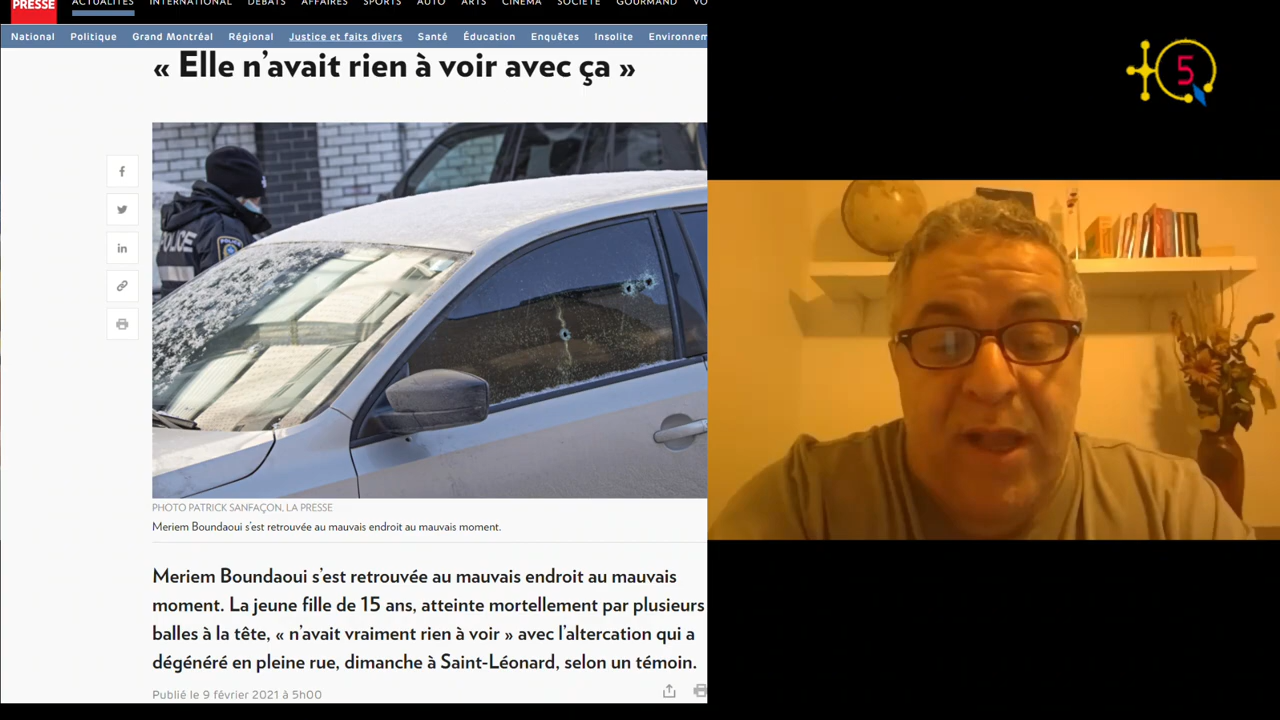 PRESSE
ACTUALITÉS INTERNATIONAL DÉBATS AFFAIRES SPORTS AUTO ARTS CINÉMA SOCIÉTÉ GOURMAND VO
National Politique Grand Montréal Régional Justice et faits divers Santé Éducation Enquêtes Insolite Environnem
« Elle n’avait rien à voir avec ça »
POLICE
POLICE
PHOTO PATRICK SANFAÇON, LA PRESSE
Meriem Boundaoui s’est retrouvée au mauvais endroit au mauvais moment.
Meriem Boundaoui s’est retrouvée au mauvais endroit au mauvais
moment. La jeune fille de 15 ans, atteinte mortellement par plusieurs
balles à la tête, « n’avait vraiment rien à voir » avec l’altercation qui a
dégénéré en pleine rue, dimanche à Saint-Léonard, selon un témoin.
Publié le 9 février 2021 à 5h00
5